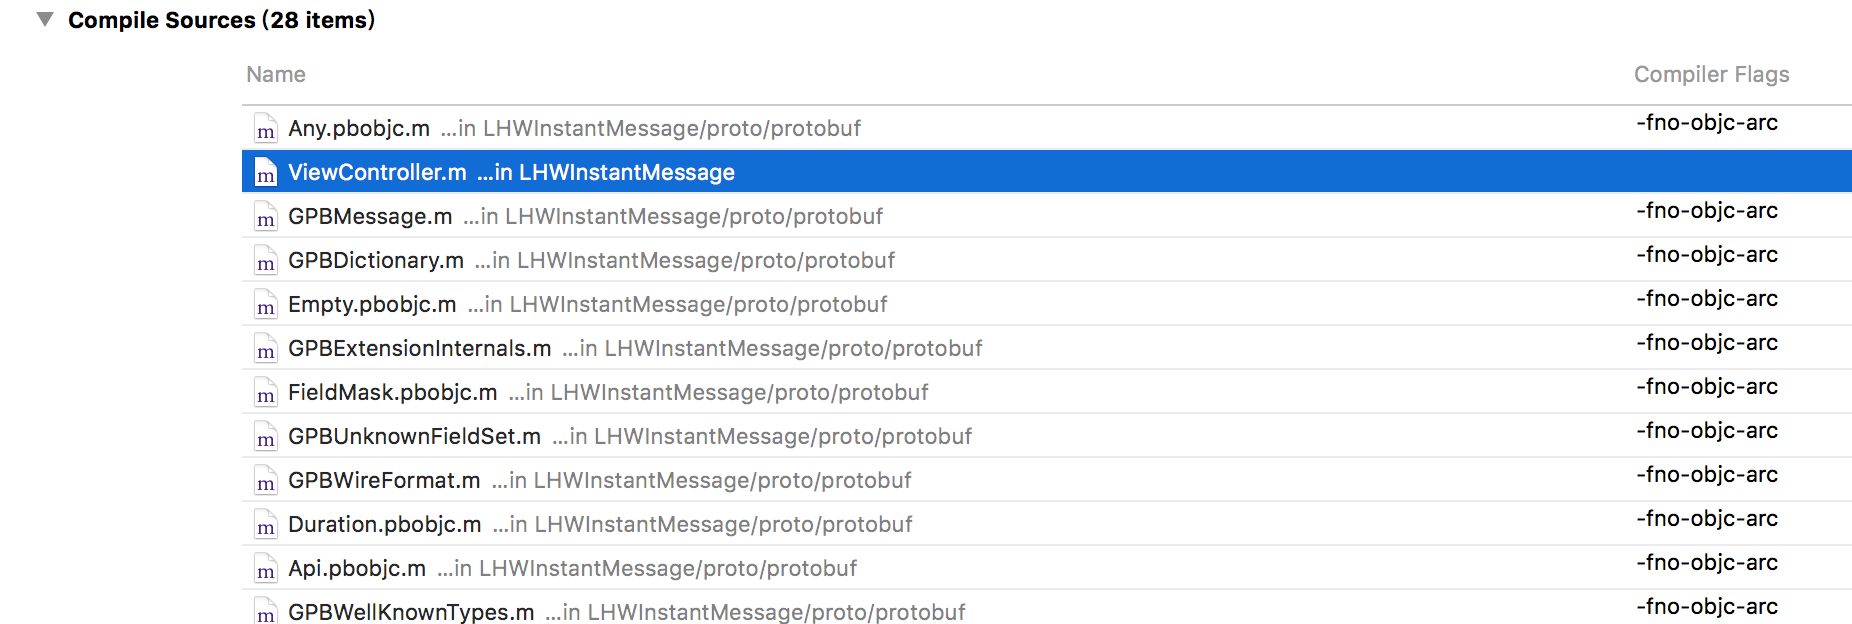 Compile Sources (28 items)
Name Compiler Flags
m Any.pbobjc.m ...in LHWInstantMessage/proto/protobuf -fno-objc-arc
m ViewController.m ...in LHWInstantMessage
m GPBMessage.m ...in LHWInstantMessage/proto/protobuf -fno-objc-arc
m GPBDictionary.m ...in LHWInstantMessage/proto/protobuf -fno-objc-arc
m Empty.pbobjc.m ...in LHWInstantMessage/proto/protobuf -fno-objc-arc
m GPBExtensionInternals.m ...in LHWInstantMessage/proto/protobuf -fno-objc-arc
m FieldMask.pbobjc.m ...in LHWInstantMessage/proto/protobuf -fno-objc-arc
m GPBUnknownFieldSet.m ...in LHWInstantMessage/proto/protobuf -fno-objc-arc
m GPBWireFormat.m ...in LHWInstantMessage/proto/protobuf -fno-objc-arc
m Duration.pbobjc.m ...in LHWInstantMessage/proto/protobuf -fno-objc-arc
m Api.pbobjc.m ...in LHWInstantMessage/proto/protobuf -fno-objc-arc
m GPBWellKnownTypes.m ...in LHWInstantMessage/proto/protobuf -fno-objc-arc